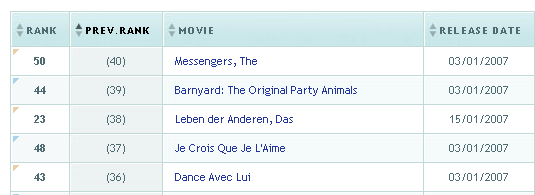 RANK PREV.RANK MOVIE RELEASE DATE
50 (40) Messengers, The 03/01/2007
44 (39) Barnyard: The Original Party Animals 03/01/2007
23 (38) Leben der Anderen, Das 15/01/2007
48 (37) Je Crois Que Je L'Aime 03/01/2007
43 (36) Dance Avec Lui 03/01/2007